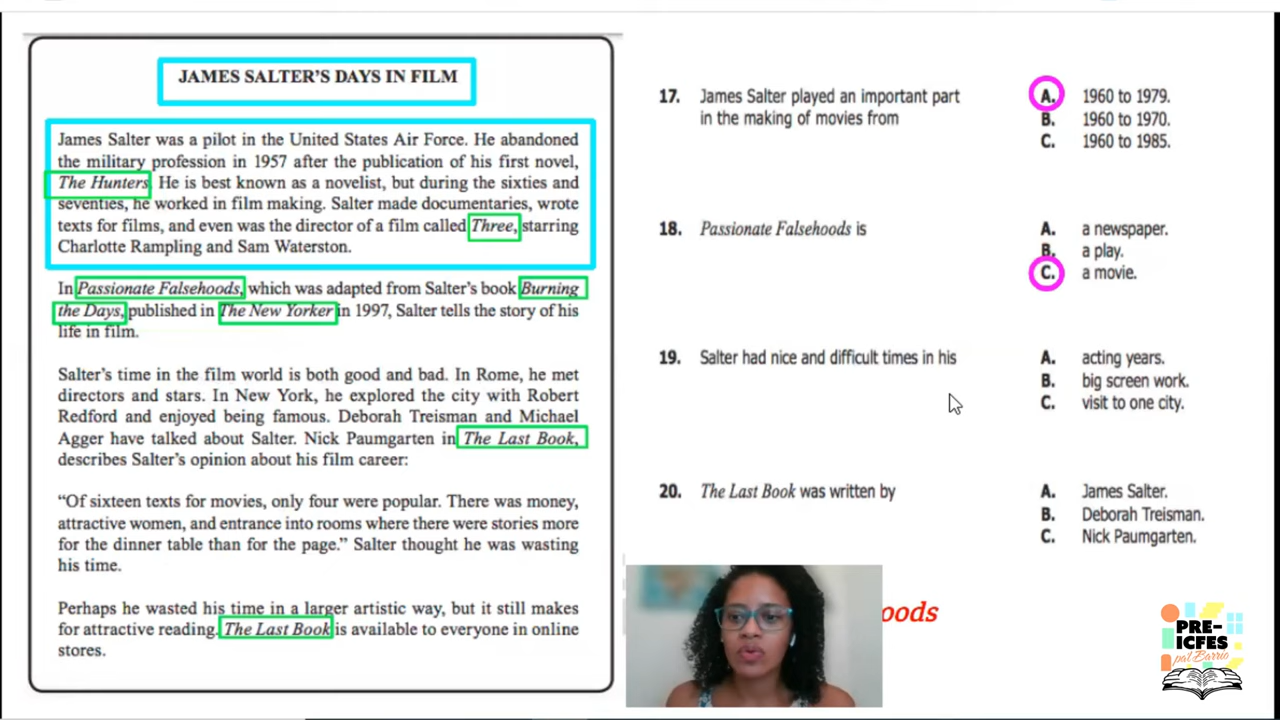 JAMES SALTER'S DAYS IN FILM
James Salter was a pilot in the United States Air Force. He abandoned
the military profession in 1957 after the publication of his first novel,
The Hunters. He is best known as a novelist, but during the sixties and
seventies, he worked in film making. Salter made documentaries, wrote
texts for films, and even was the director of a film called Three, starring
Charlotte Rampling and Sam Waterston.
In Passionate Falsehoods, which was adapted from Salter's book Burning
the Days, published in The New Yorker in 1997, Salter tells the story of his
life in film.
Salter's time in the film world is both good and bad. In Rome, he met
directors and stars. In New York, he explored the city with Robert
Redford and enjoyed being famous. Deborah Treisman and Michael
Agger have talked about Salter. Nick Paumgarten in The Last Book,
describes Salter's opinion about his film career:
“Of sixteen texts for movies, only four were popular. There was money,
attractive women, and entrance into rooms where there were stories more
for the dinner table than for the page.” Salter thought he was wasting
his time.
Perhaps he wasted his time in a larger artistic way, but it still makes
for attractive reading. The Last Book is available to everyone in online
stores.
17. James Salter played an important part
in the making of movies from
A. 1960 to 1979.
B. 1960 to 1970.
C. 1960 to 1985.
18. Passionate Falsehoods is
A. a newspaper.
B. a play.
C. a movie.
19. Salter had nice and difficult times in his
A. acting years.
B. big screen work.
C. visit to one city.
20. The Last Book was written by
A. James Salter.
B. Deborah Treisman.
C. Nick Paumgarten.
oods
PRE-
ICFES
pal Barrio